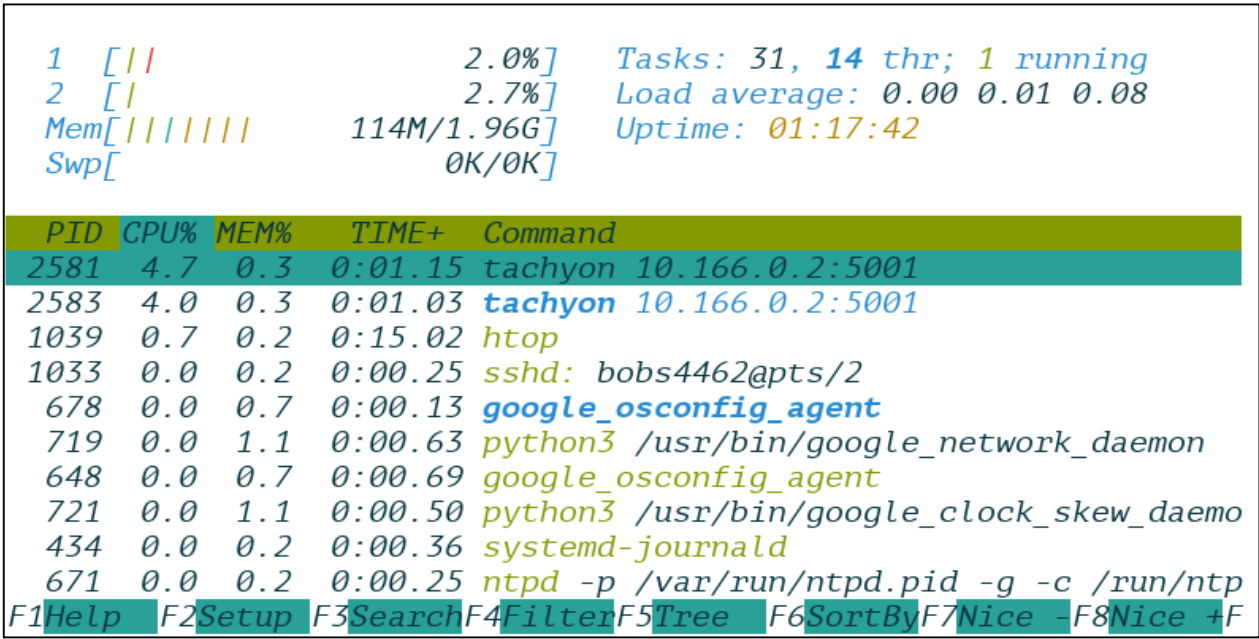 1 [|| 2.0%] Tasks: 31, 14 thr; 1 running
2 [| 2.7%] Load average: 0.00 0.01 0.08
Mem[||||||| 114M/1.96G] Uptime: 01:17:42
Swp[ 0K/0K]
PID CPU% MEM% TIME+ Command
2581 4.7 0.3 0:01.15 tachyon 10.166.0.2:5001
2583 4.0 0.3 0:01.03 tachyon 10.166.0.2:5001
1039 0.7 0.2 0:15.02 htop
1033 0.0 0.2 0:00.25 sshd: bobs4462@pts/2
678 0.0 0.7 0:00.13 google_osconfig_agent
719 0.0 1.1 0:00.63 python3 /usr/bin/google_network_daemon
648 0.0 0.7 0:00.69 google_osconfig_agent
721 0.0 1.1 0:00.50 python3 /usr/bin/google_clock_skew_daemo
434 0.0 0.2 0:00.36 systemd-journald
671 0.0 0.2 0:00.25 ntpd -p /var/run/ntpd.pid -g -c /run/ntp
F1Help F2Setup F3SearchF4FilterF5Tree F6SortByF7Nice -F8Nice +F